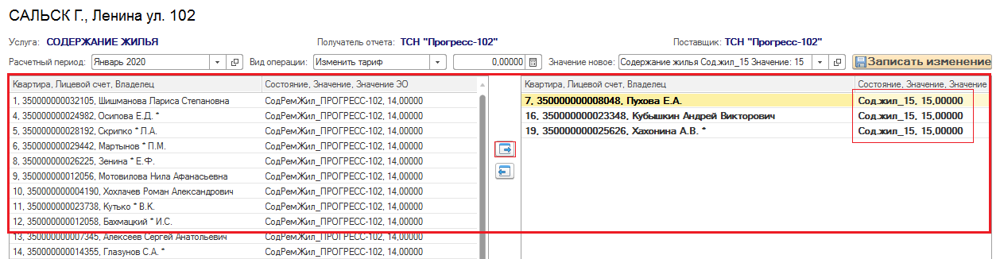 САЛЬСК Г., Ленина ул. 102
Услуга: СОДЕРЖАНИЕ ЖИЛЬЯ Получатель отчета: ТСН "Прогресс-102" Поставщик: ТСН "Прогресс-102"
Расчетный период: Январь 2020 Вид операции: Изменить тариф 0,00000 Значение новое: Содержание жилья Сод.жил_15 Значение: 15 Записать изменение
Квартира, Лицевой счет, Владелец Состояние, Значение, Значение ЭО
1, 350000000032105, Шишманова Лариса Степановна СодРемЖил_ПРОГРЕСС-102, 14,00000
4, 350000000024982, Осипова Е.Д. * СодРемЖил_ПРОГРЕСС-102, 14,00000
5, 350000000028192, Скрипко * Л.А. СодРемЖил_ПРОГРЕСС-102, 14,00000
6, 350000000029442, Мартынов * П.М. СодРемЖил_ПРОГРЕСС-102, 14,00000
8, 350000000026225, Зенина * Е.Ф. СодРемЖил_ПРОГРЕСС-102, 14,00000
9, 350000000012056, Мотовилова Нила Афанасьевна СодРемЖил_ПРОГРЕСС-102, 14,00000
10, 350000000004190, Хохлачев Роман Александрович СодРемЖил_ПРОГРЕСС-102, 14,00000
11, 350000000023738, Кутько * В.К. СодРемЖил_ПРОГРЕСС-102, 14,00000
12, 350000000012058, Бахмацкий * И.С. СодРемЖил_ПРОГРЕСС-102, 14,00000
13, 350000000007345, Алексеев Сергей Анатольевич СодРемЖил_ПРОГРЕСС-102, 14,00000
14, 350000000014355, Глазунов С.А. * СодРемЖил_ПРОГРЕСС-102, 14,00000
Квартира, Лицевой счет, Владелец Состояние, Значение, Значение
7, 350000000008048, Пухова Е.А. Сод.жил_15, 15,00000
16, 350000000023348, Кубышкин Андрей Викторович Сод.жил_15, 15,00000
19, 350000000025626, Хахонина А.В. * Сод.жил_15, 15,00000